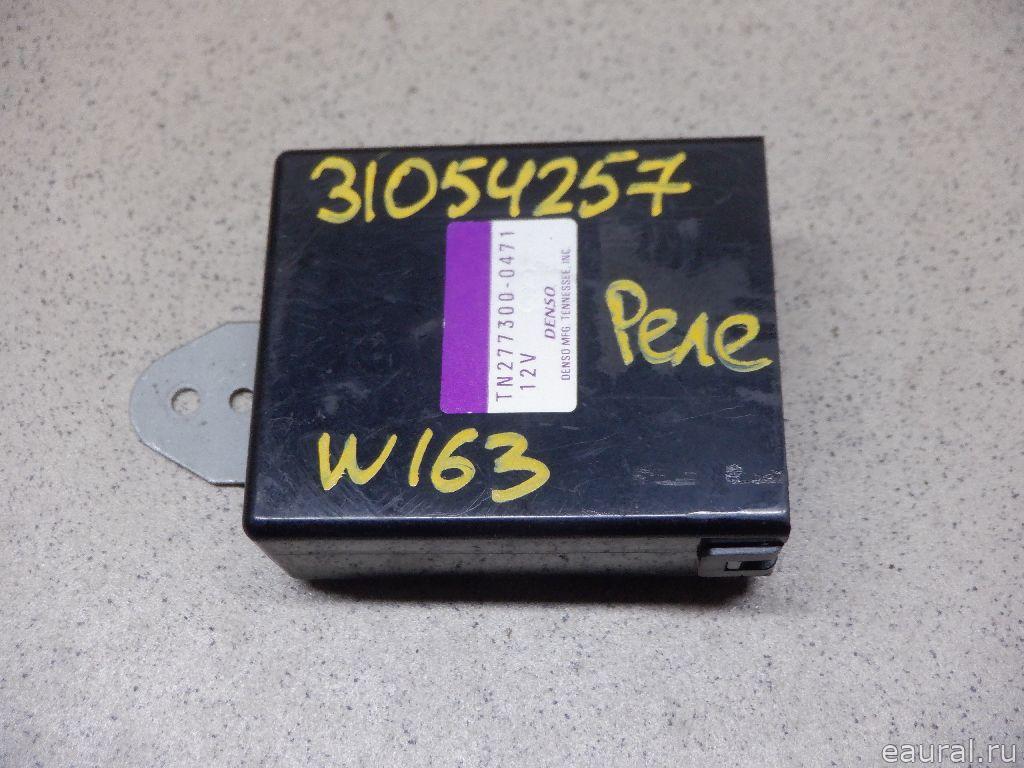 31054257
TN277300-0471
12V DENSO
DENSO MFG. TENNESSEE, INC.
Реле
W163
eaural.ru